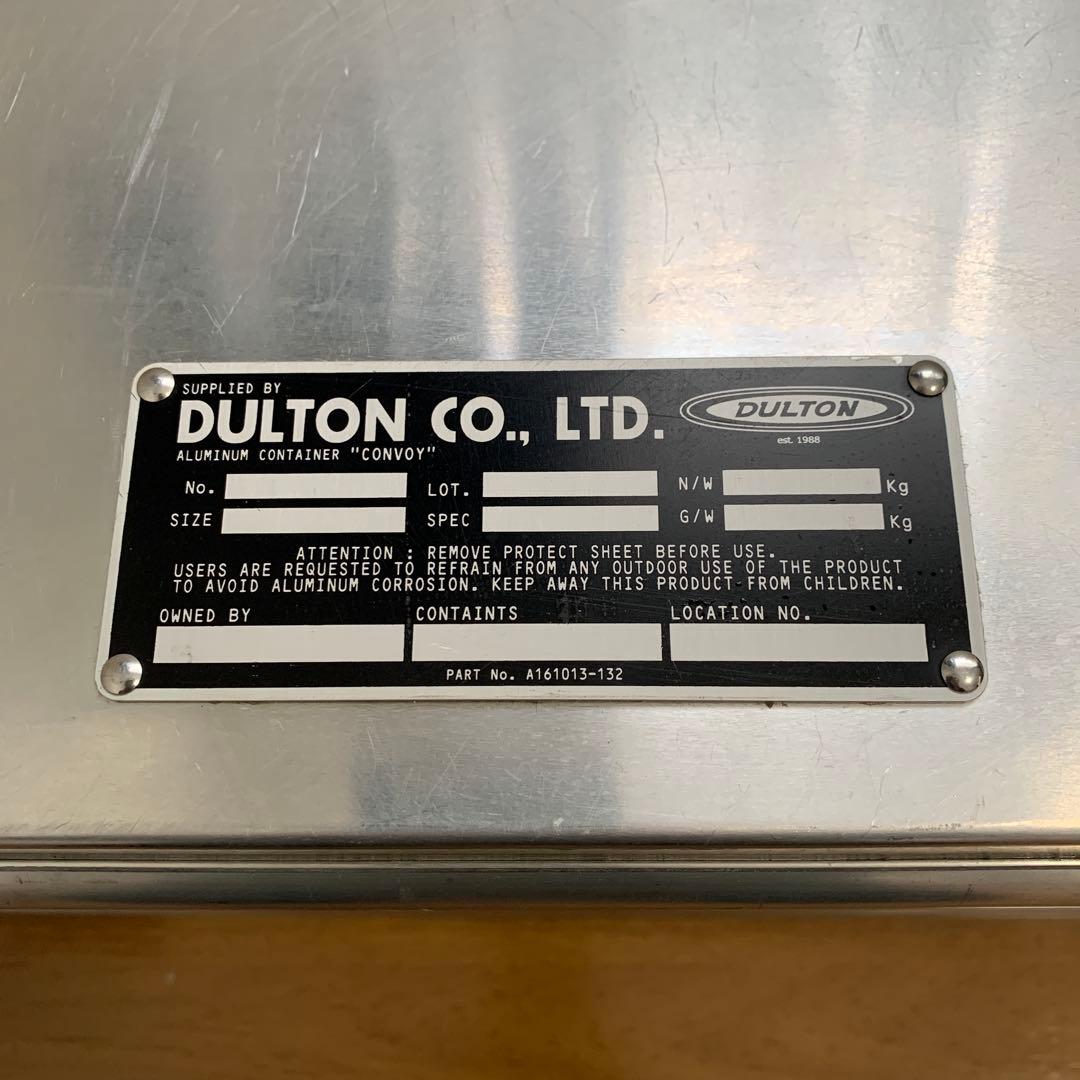 SUPPLIED BY
DULTON CO., LTD.
DULTON
est. 1988
ALUMINUM CONTAINER "CONVOY"
No. LOT. N/W Kg
SIZE SPEC G/W Kg
ATTENTION : REMOVE PROTECT SHEET BEFORE USE.
USERS ARE REQUESTED TO REFRAIN FROM ANY OUTDOOR USE OF THE PRODUCT
TO AVOID ALUMINUM CORROSION. KEEP AWAY THIS PRODUCT FROM CHILDREN.
OWNED BY CONTAINTS LOCATION NO.
PART No. A161013-132